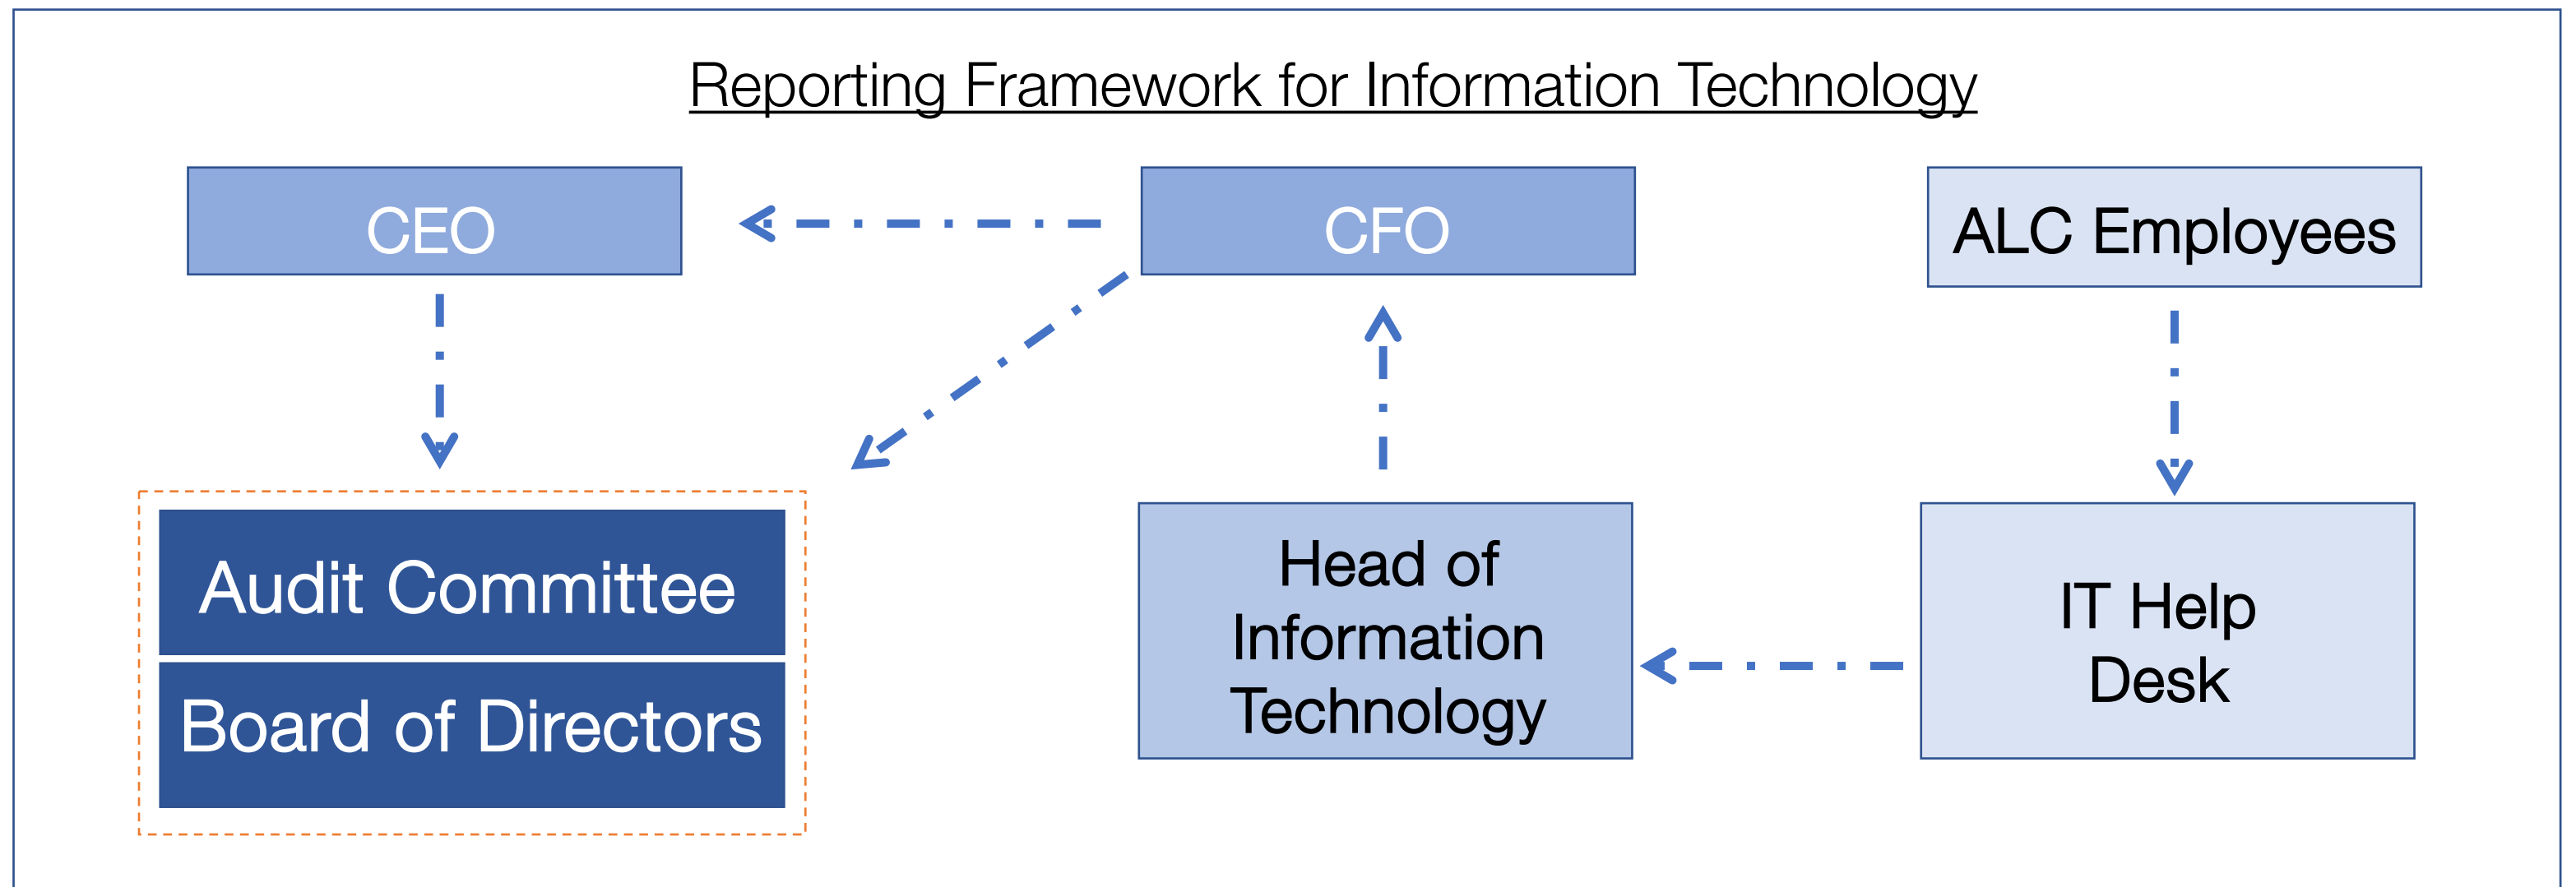 Reporting Framework for Information Technology
CEO
CFO
ALC Employees
Audit Committee
Board of Directors
Head of
Information
Technology
IT Help
Desk